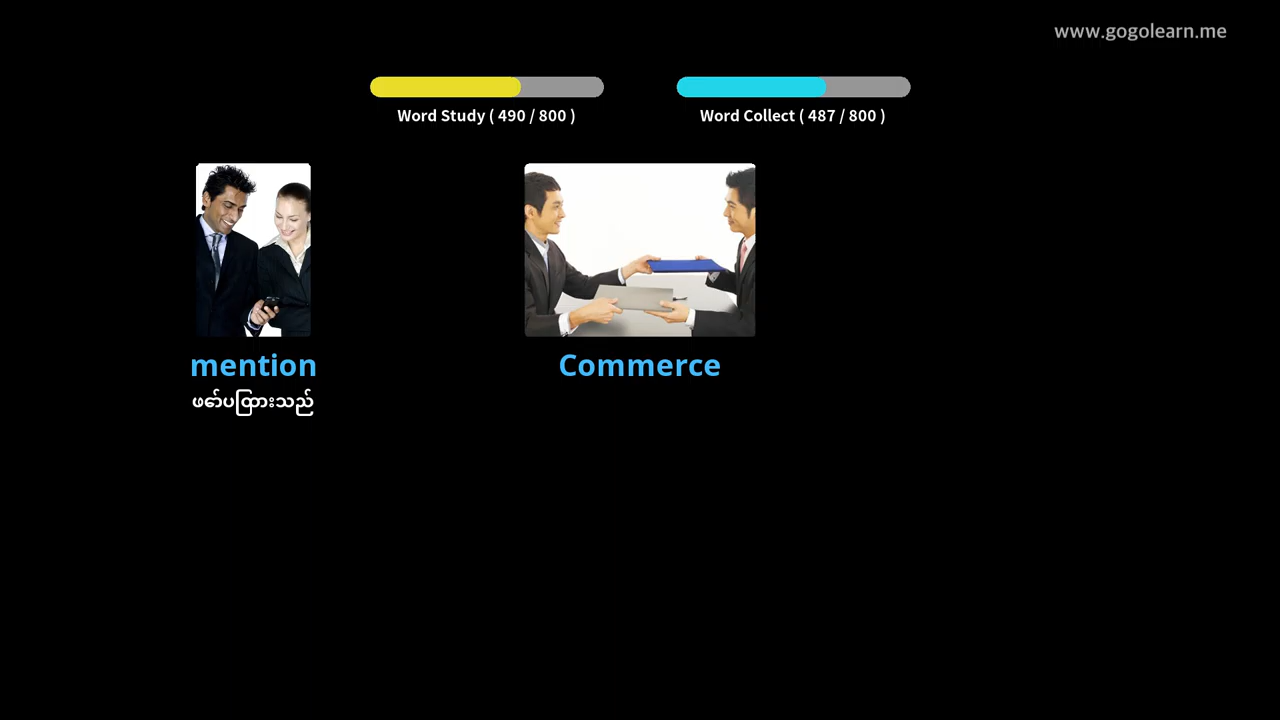 www.gogolearn.me
Word Study ( 490 / 800 )
Word Collect ( 487 / 800 )
mention
ဖော်ပထြားသည်
Commerce